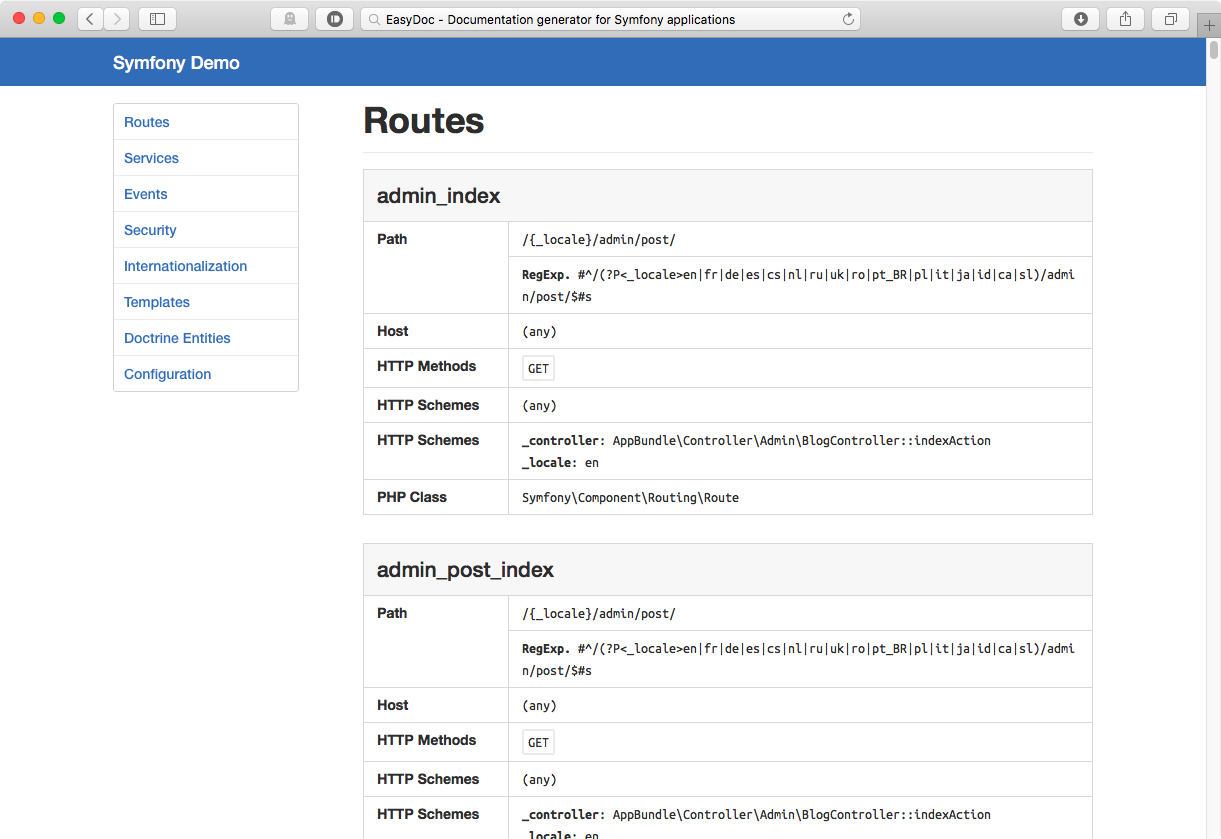 EasyDoc - Documentation generator for Symfony applications
Symfony Demo
Routes
Services
Events
Security
Internationalization
Templates
Doctrine Entities
Configuration
Routes
admin_index
Path
/{_locale}/admin/post/
RegExp. #^/(?P<_locale>en|fr|de|es|cs|nl|ru|uk|ro|pt_BR|pl|it|ja|id|ca|sl)/admi
n/post/$#s
Host
(any)
HTTP Methods
GET
HTTP Schemes
(any)
HTTP Schemes
_controller: AppBundle\Controller\Admin\BlogController::indexAction
_locale: en
PHP Class
Symfony\Component\Routing\Route
admin_post_index
Path
/{_locale}/admin/post/
RegExp. #^/(?P<_locale>en|fr|de|es|cs|nl|ru|uk|ro|pt_BR|pl|it|ja|id|ca|sl)/admi
n/post/$#s
Host
(any)
HTTP Methods
GET
HTTP Schemes
(any)
HTTP Schemes
_controller: AppBundle\Controller\Admin\BlogController::indexAction
_locale: en